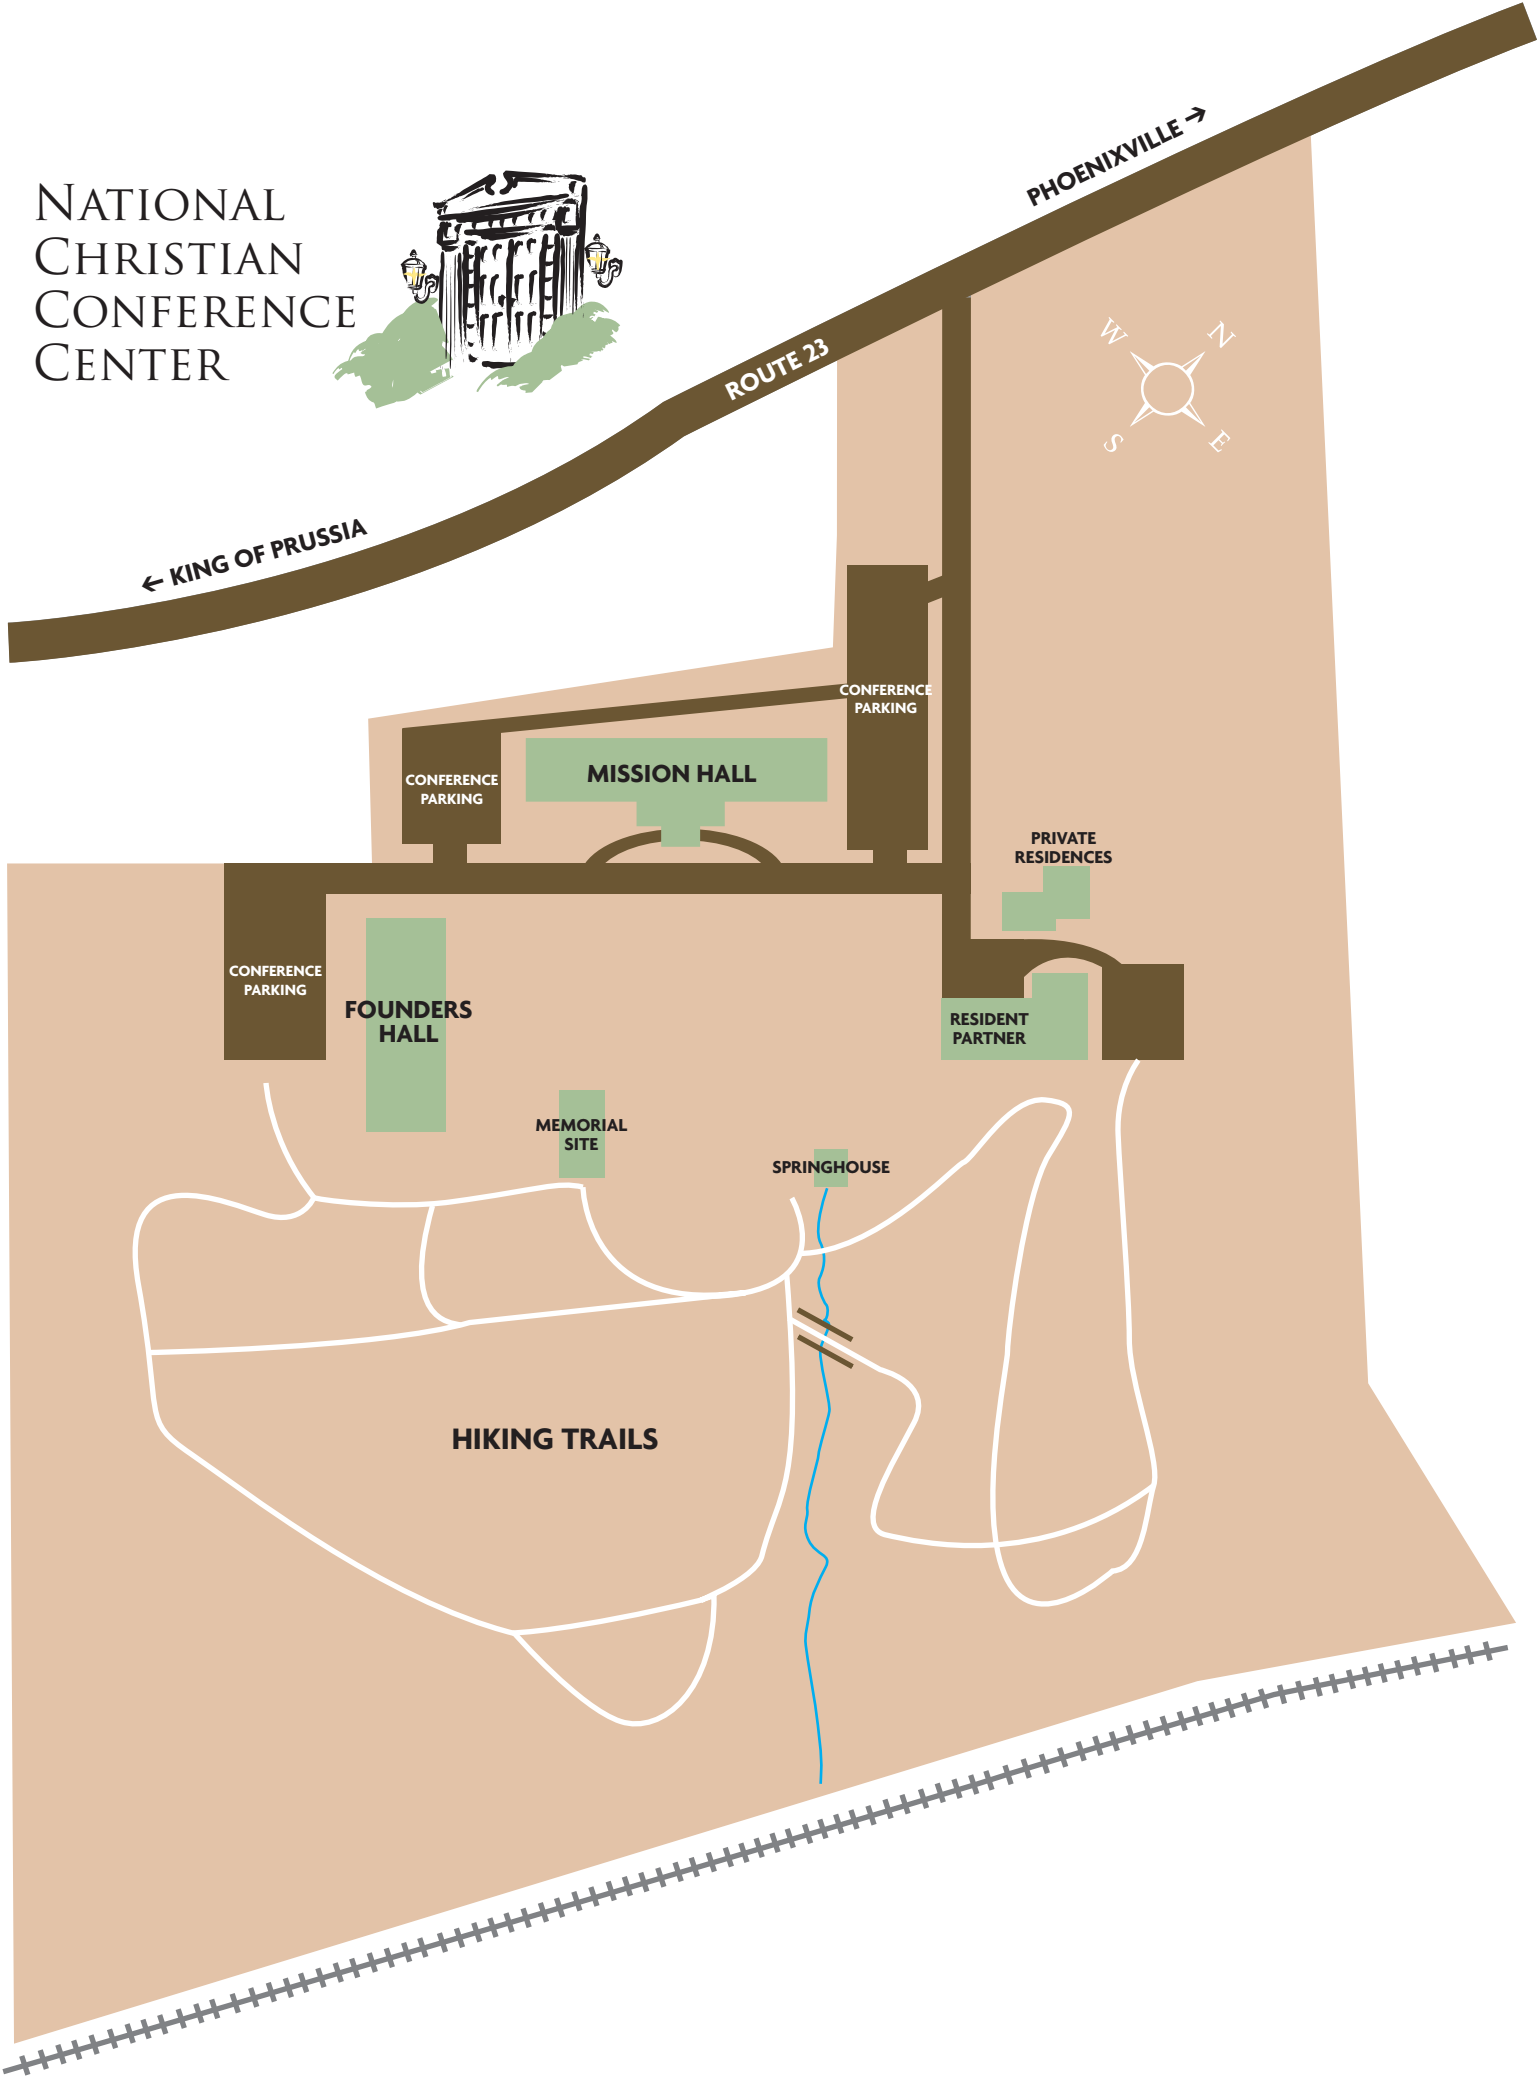 PHOENIXVILLE →
NATIONAL
CHRISTIAN
CONFERENCE
CENTER
W
N
S
E
ROUTE 23
← KING OF PRUSSIA
CONFERENCE
PARKING
MISSION HALL
CONFERENCE
PARKING
PRIVATE
RESIDENCES
CONFERENCE
PARKING
FOUNDERS
HALL
RESIDENT
PARTNER
MEMORIAL
SITE
SPRINGHOUSE
HIKING TRAILS